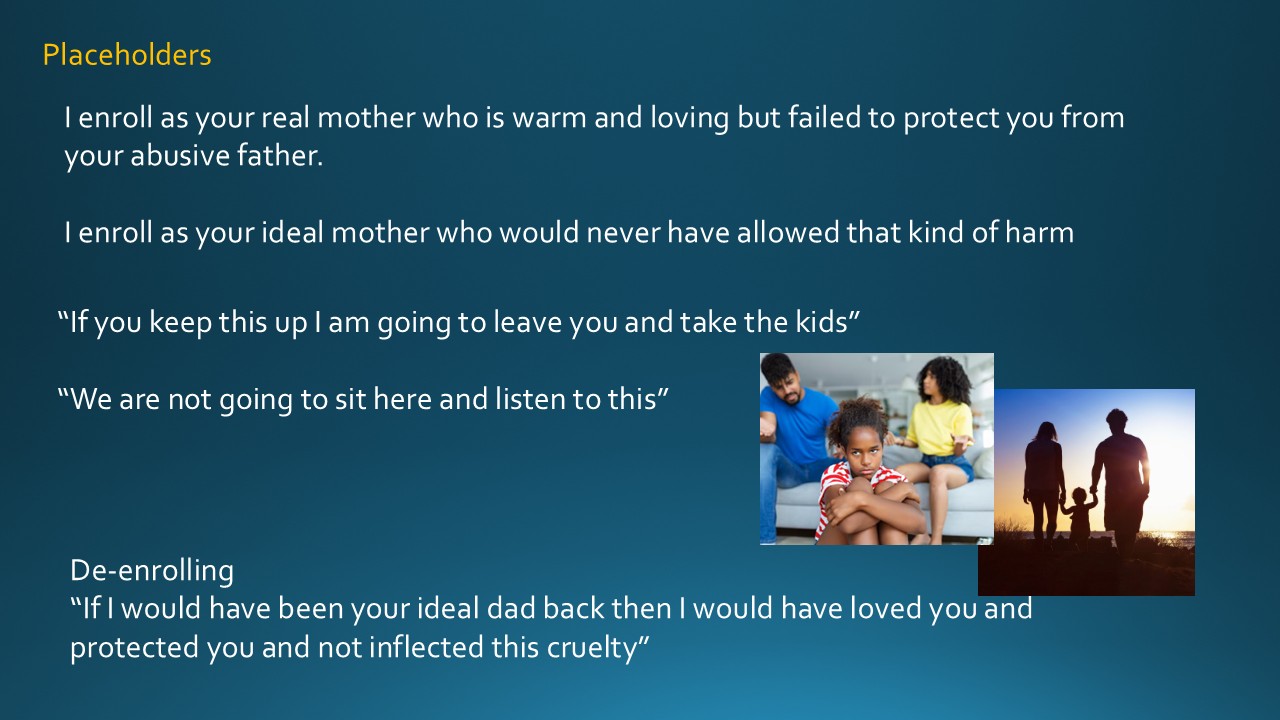 Placeholders
I enroll as your real mother who is warm and loving but failed to protect you from
your abusive father.
I enroll as your ideal mother who would never have allowed that kind of harm
“If you keep this up I am going to leave you and take the kids”
“We are not going to sit here and listen to this”
De-enrolling
“If I would have been your ideal dad back then I would have loved you and
protected you and not inflected this cruelty”